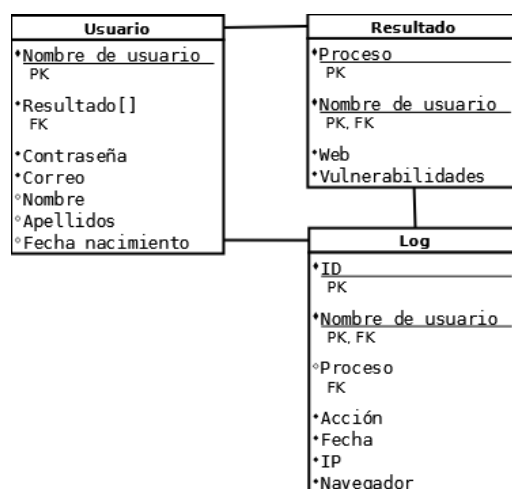 Usuario
Nombre de usuario
PK
Resultado[]
FK
Contraseña
Correo
Nombre
Apellidos
Fecha nacimiento
Resultado
Proceso
PK
Nombre de usuario
PK, FK
Web
Vulnerabilidades
Log
ID
PK
Nombre de usuario
PK, FK
Proceso
FK
Acción
Fecha
IP
Navegador